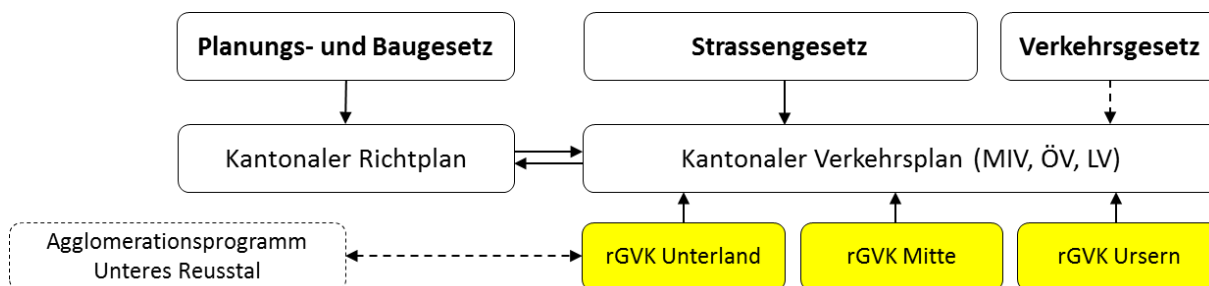 Planungs- und Baugesetz
Strassengesetz
Verkehrsgesetz
Kantonaler Richtplan
Kantonaler Verkehrsplan (MIV, ÖV, LV)
Agglomerationsprogramm
Unteres Reusstal
rGVK Unterland
rGVK Mitte
rGVK Ursern